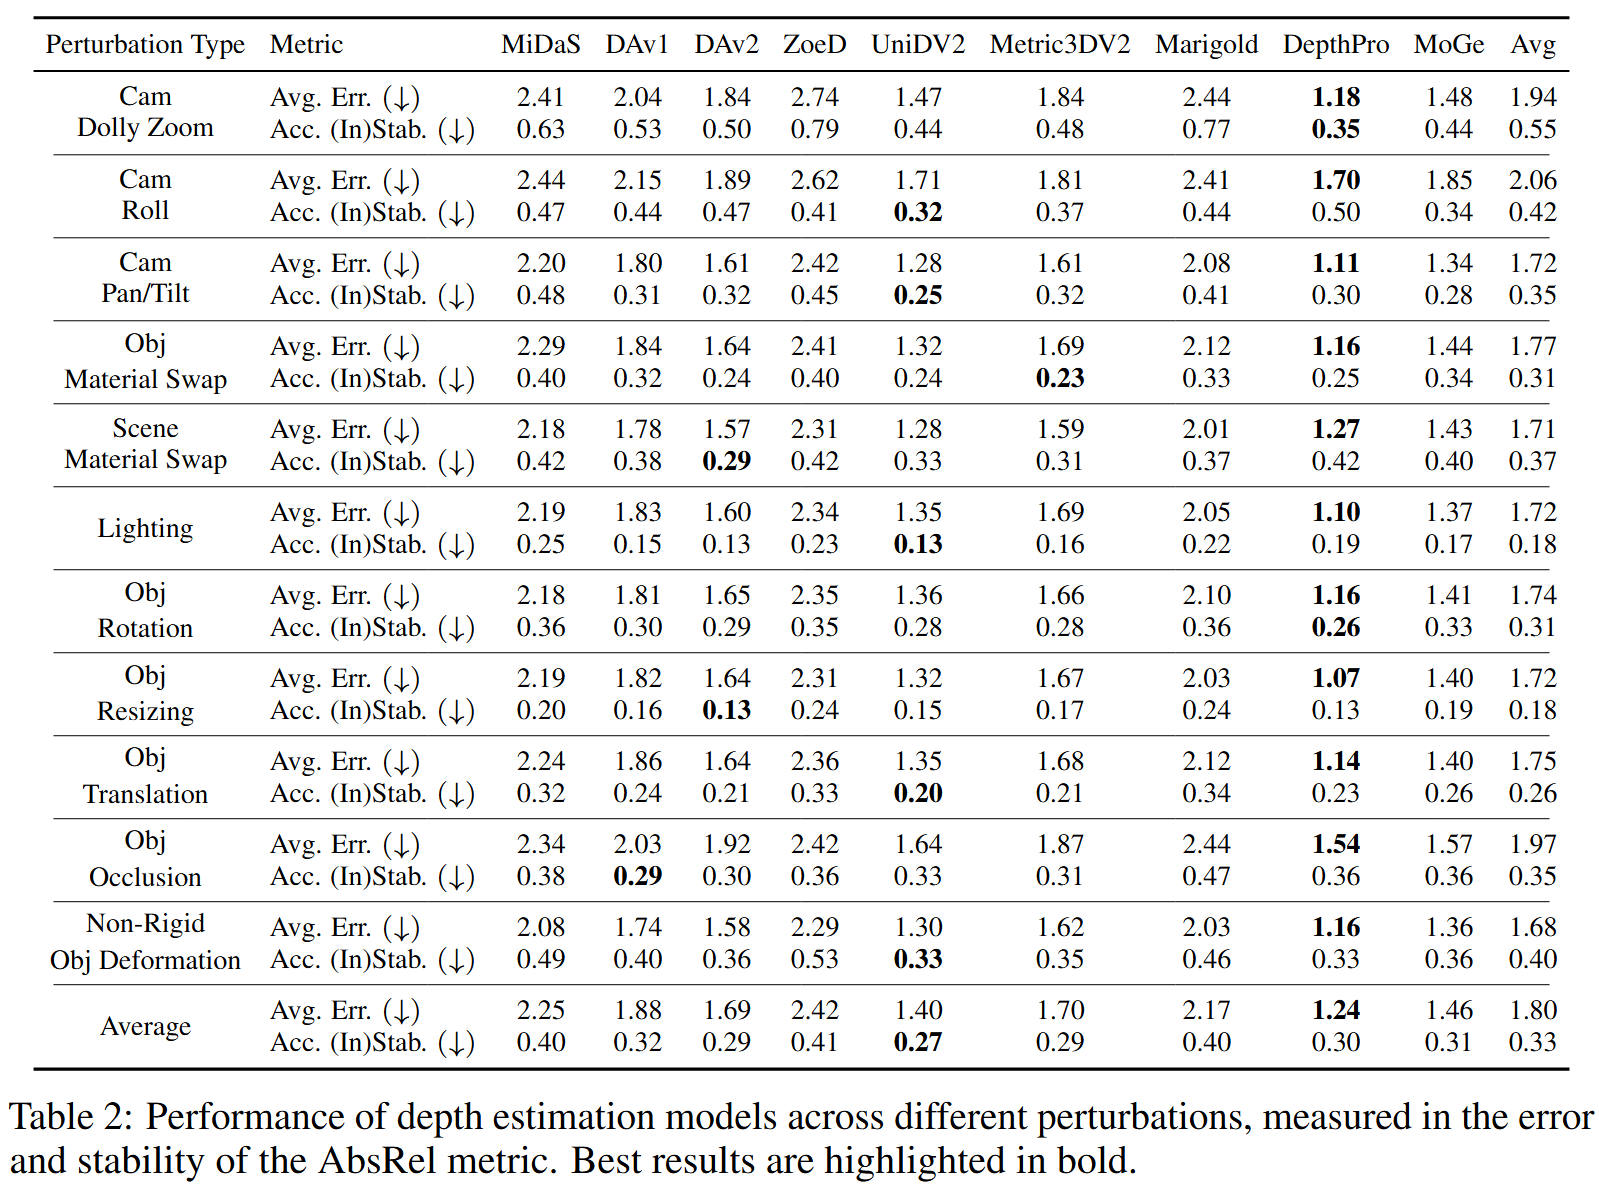 Perturbation Type Metric MiDaS DAv1 DAv2 ZoeD UniDV2 Metric3DV2 Marigold DepthPro MoGe Avg
Cam Avg. Err. (↓) 2.41 2.04 1.84 2.74 1.47 1.84 2.44 1.18 1.48 1.94
Dolly Zoom Acc. (In)Stab. (↓) 0.63 0.53 0.50 0.79 0.44 0.48 0.77 0.35 0.44 0.55
Cam Avg. Err. (↓) 2.44 2.15 1.89 2.62 1.71 1.81 2.41 1.70 1.85 2.06
Roll Acc. (In)Stab. (↓) 0.47 0.44 0.47 0.41 0.32 0.37 0.44 0.50 0.34 0.42
Cam Avg. Err. (↓) 2.20 1.80 1.61 2.42 1.28 1.61 2.08 1.11 1.34 1.72
Pan/Tilt Acc. (In)Stab. (↓) 0.48 0.31 0.32 0.45 0.25 0.32 0.41 0.30 0.28 0.35
Obj Avg. Err. (↓) 2.29 1.84 1.64 2.41 1.32 1.69 2.12 1.16 1.44 1.77
Material Swap Acc. (In)Stab. (↓) 0.40 0.32 0.24 0.40 0.24 0.23 0.33 0.25 0.34 0.31
Scene Avg. Err. (↓) 2.18 1.78 1.57 2.31 1.28 1.59 2.01 1.27 1.43 1.71
Material Swap Acc. (In)Stab. (↓) 0.42 0.38 0.29 0.42 0.33 0.31 0.37 0.42 0.40 0.37
Lighting Avg. Err. (↓) 2.19 1.83 1.60 2.34 1.35 1.69 2.05 1.10 1.37 1.72
Acc. (In)Stab. (↓) 0.25 0.15 0.13 0.23 0.13 0.16 0.22 0.19 0.17 0.18
Obj Avg. Err. (↓) 2.18 1.81 1.65 2.35 1.36 1.66 2.10 1.16 1.41 1.74
Rotation Acc. (In)Stab. (↓) 0.36 0.30 0.29 0.35 0.28 0.28 0.36 0.26 0.33 0.31
Obj Avg. Err. (↓) 2.19 1.82 1.64 2.31 1.32 1.67 2.03 1.07 1.40 1.72
Resizing Acc. (In)Stab. (↓) 0.20 0.16 0.13 0.24 0.15 0.17 0.24 0.13 0.19 0.18
Obj Avg. Err. (↓) 2.24 1.86 1.64 2.36 1.35 1.68 2.12 1.14 1.40 1.75
Translation Acc. (In)Stab. (↓) 0.32 0.24 0.21 0.33 0.20 0.21 0.34 0.23 0.26 0.26
Obj Avg. Err. (↓) 2.34 2.03 1.92 2.42 1.64 1.87 2.44 1.54 1.57 1.97
Occlusion Acc. (In)Stab. (↓) 0.38 0.29 0.30 0.36 0.33 0.31 0.47 0.36 0.36 0.35
Non-Rigid Avg. Err. (↓) 2.08 1.74 1.58 2.29 1.30 1.62 2.03 1.16 1.36 1.68
Obj Deformation Acc. (In)Stab. (↓) 0.49 0.40 0.36 0.53 0.33 0.35 0.46 0.33 0.36 0.40
Average Avg. Err. (↓) 2.25 1.88 1.69 2.42 1.40 1.70 2.17 1.24 1.46 1.80
Acc. (In)Stab. (↓) 0.40 0.32 0.29 0.41 0.27 0.29 0.40 0.30 0.31 0.33
Table 2: Performance of depth estimation models across different perturbations, measured in the error
and stability of the AbsRel metric. Best results are highlighted in bold.